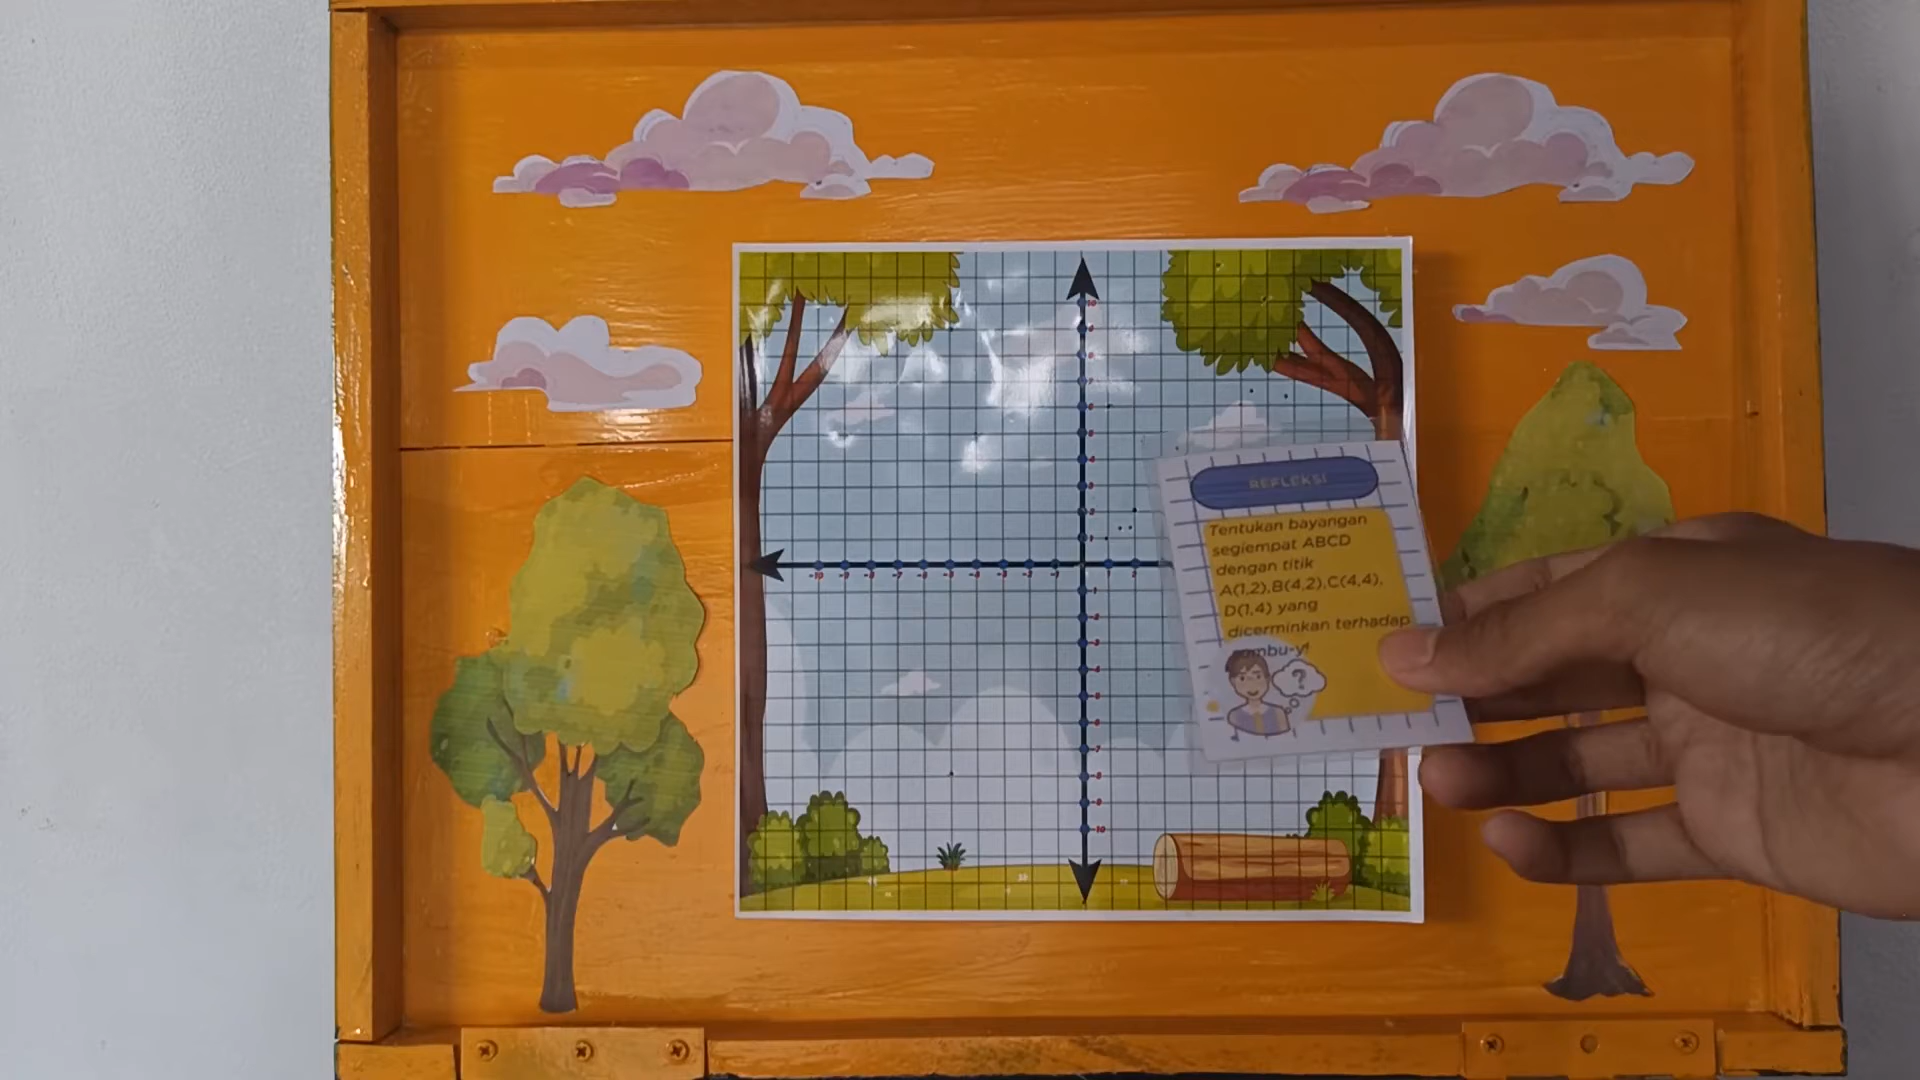 REFLEKSI
Tentukan bayangan
segiempat ABCD
dengan titik
A(1,2),B(4,2),C(4,4),
D(1,4) yang
dicerminkan terhadap
sumbu-y!
?